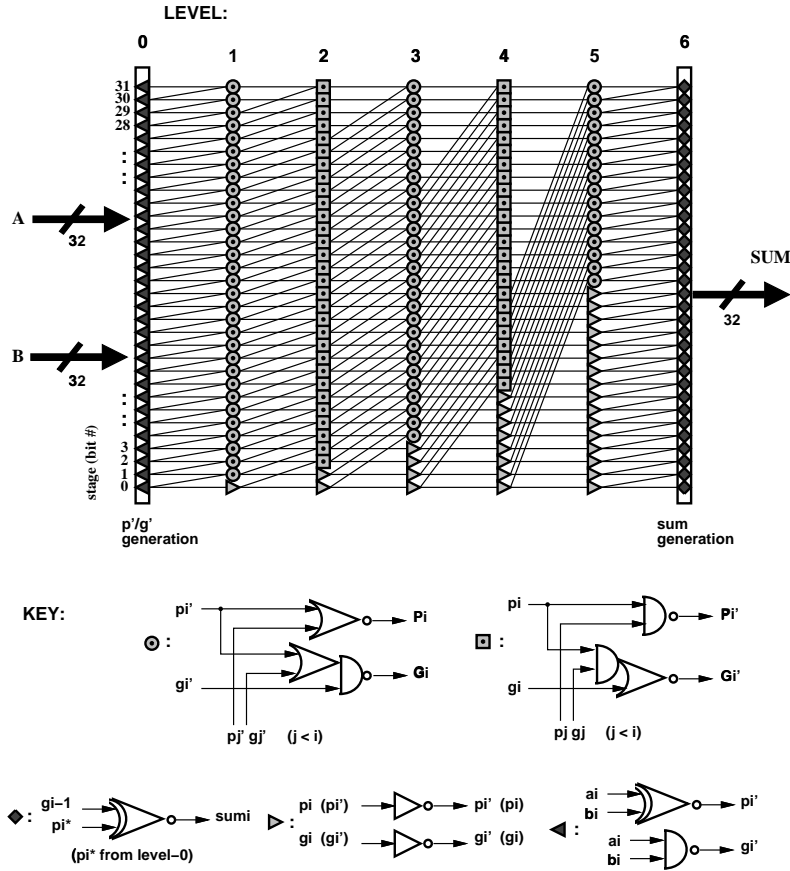 LEVEL:
0 1 2 3 4 5 6
31
30
29
28
:
:
A
32
SUM
32
B
32
:
:
stage (bit #)
3
2
1
0
p'/g'
generation
sum
generation
KEY:
pi'
Pi
:
gi'
Gi
pj' gj' (j < i)
pi
Pi'
:
gi
Gi'
pj gj (j < i)
: gi−1
pi*
sumi
(pi* from level−0)
: pi (pi')
pi' (pi)
gi (gi')
gi' (gi)
: ai
bi
pi'
ai
bi
gi'